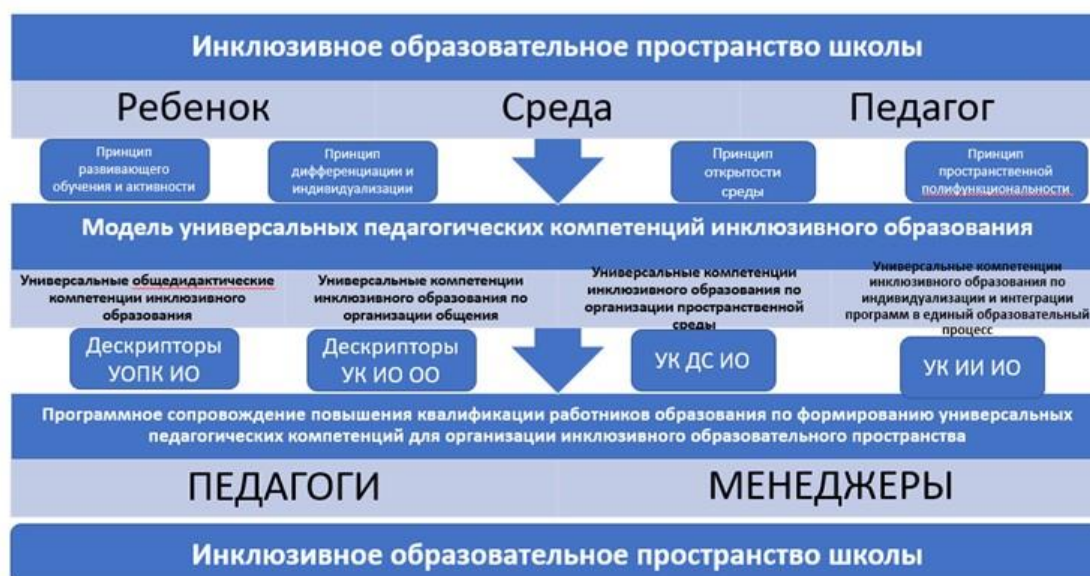 Инклюзивное образовательное пространство школы
Ребенок
Среда
Педагог
Принцип
развивающего
обучения и активности
Принцип
дифференциации и
индивидуализации
Принцип
открытости
среды
Принцип
пространственной
полифункциональности
Модель универсальных педагогических компетенций инклюзивного образования
Универсальные общедидактические
компетенции инклюзивного
образования
Универсальные компетенции
инклюзивного образования по
организации общения
Универсальные компетенции
инклюзивного образования по
организации пространственной
среды
Универсальные компетенции
инклюзивного образования по
индивидуализации и интеграции
программ в единый образовательный
процесс
Дескрипторы
УОПК ИО
Дескрипторы
УК ИО ОО
УК ДС ИО
УК ИИ ИО
Программное сопровождение повышения квалификации работников образования по формированию универсальных
педагогических компетенций для организации инклюзивного образовательного пространства
ПЕДАГОГИ
МЕНЕДЖЕРЫ
Инклюзивное образовательное пространство школы